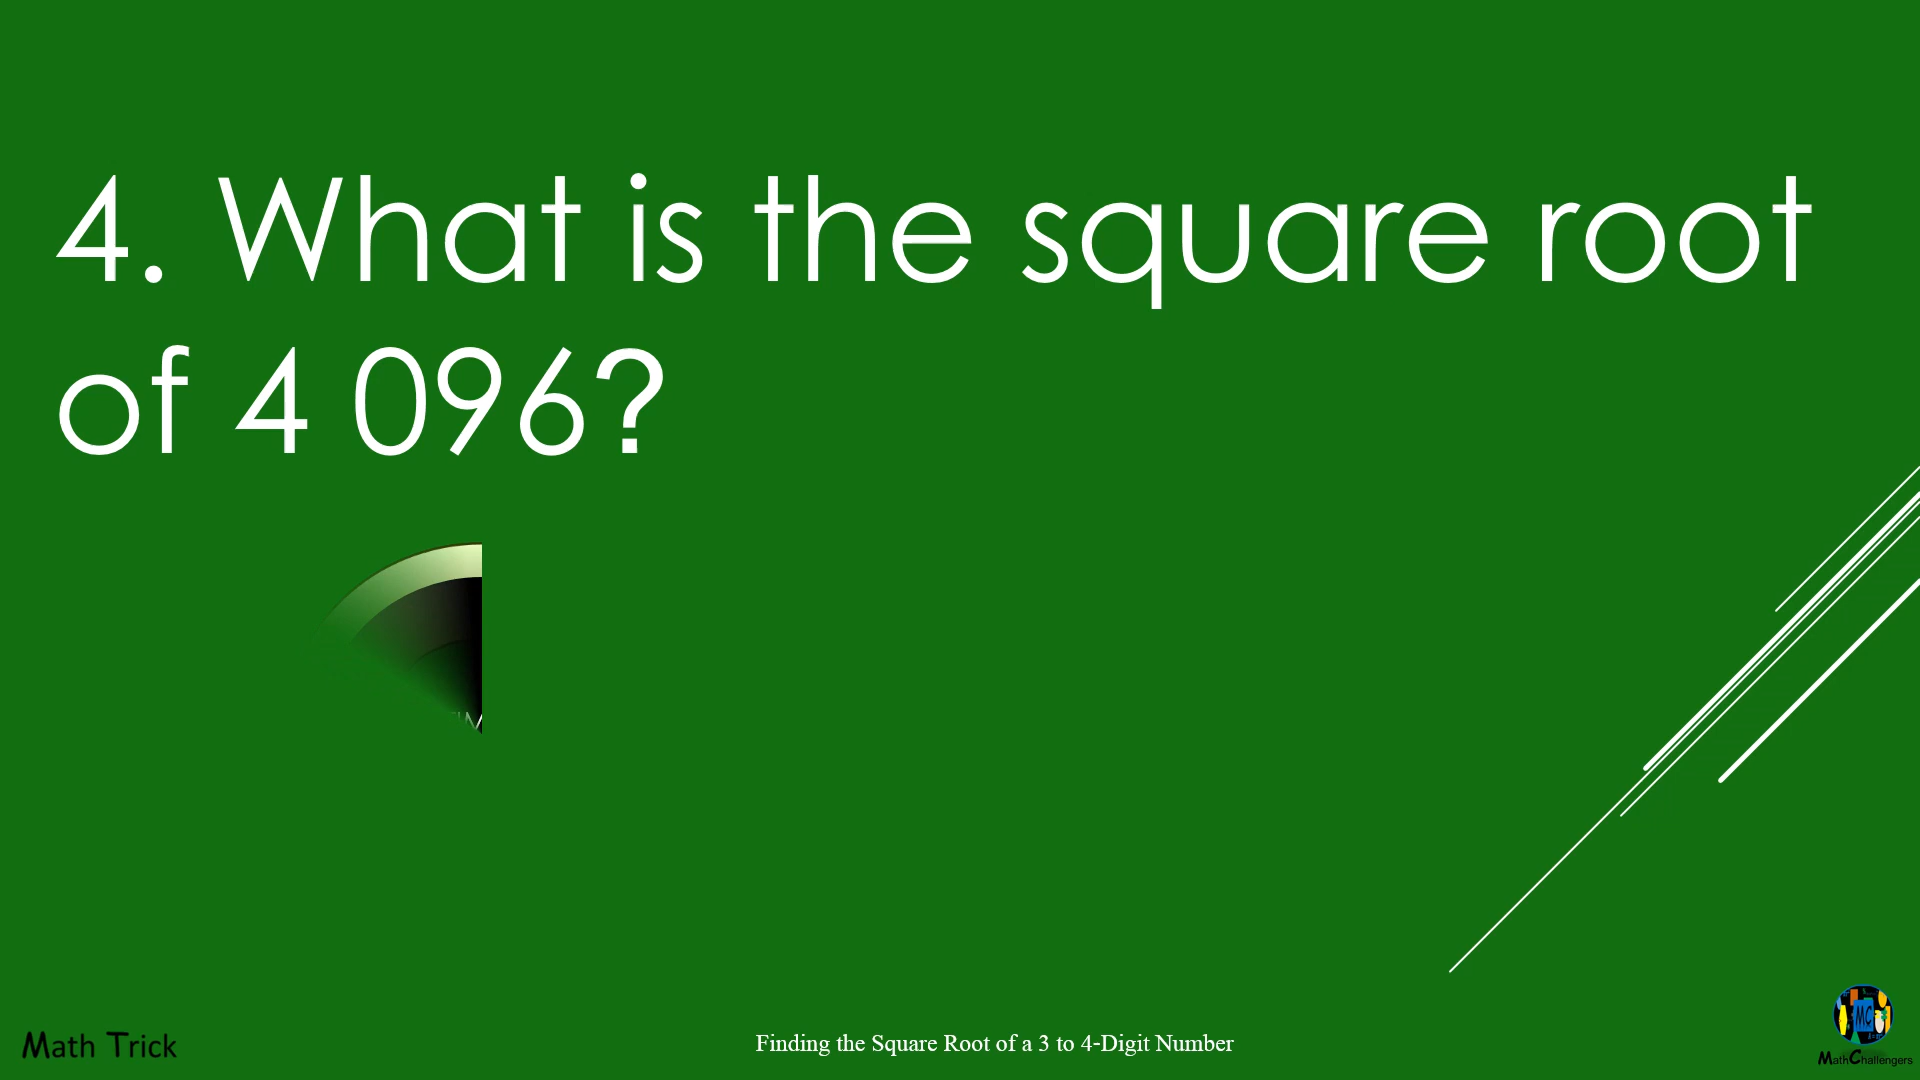 4. What is the square root
of 4 096?
Math Trick
Finding the Square Root of a 3 to 4-Digit Number
MC
MathChallengers